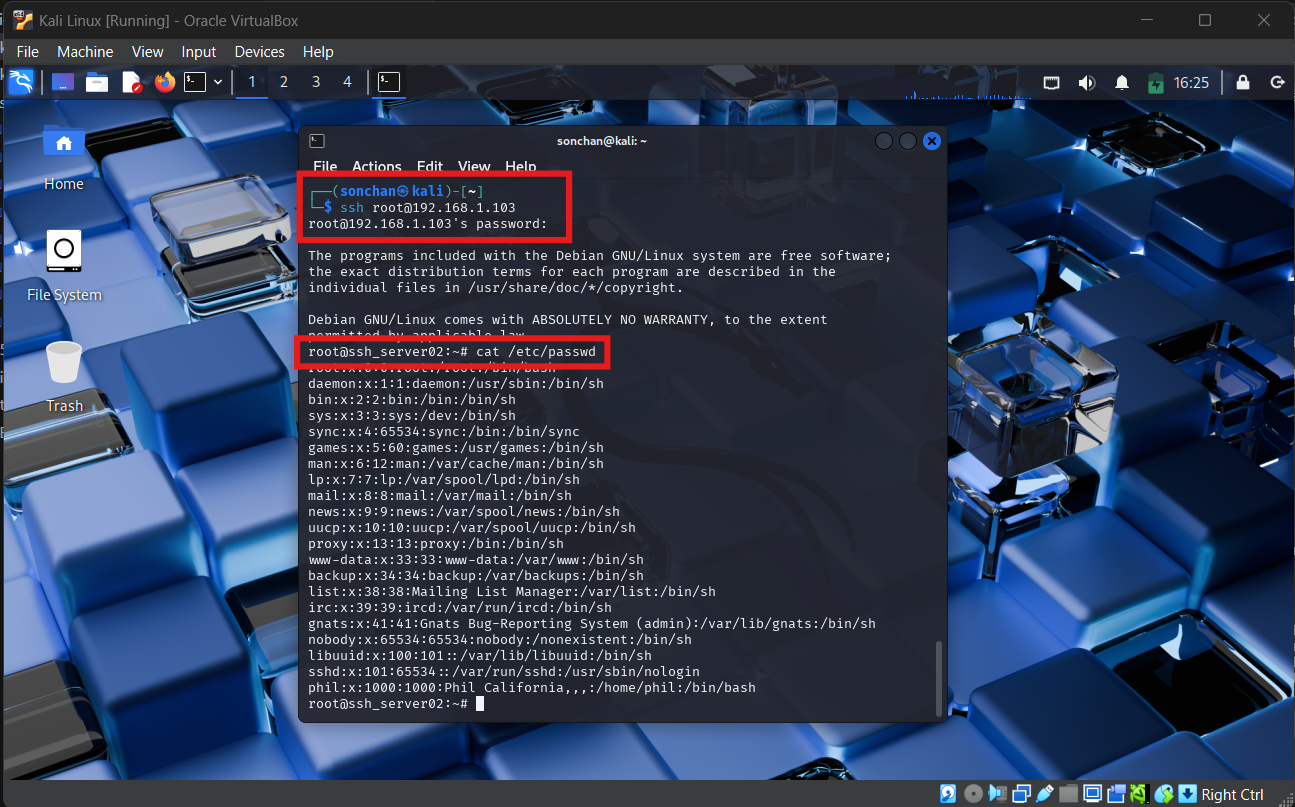 Kali Linux [Running] - Oracle VirtualBox
File Machine View Input Devices Help
1 2 3 4
16:25
Home
File System
Trash
sonchan@kali: ~
File Actions Edit View Help
┌──(sonchan㉿kali)-[~]
└─$ ssh root@192.168.1.103
root@192.168.1.103's password:
The programs included with the Debian GNU/Linux system are free software;
the exact distribution terms for each program are described in the
individual files in /usr/share/doc/*/copyright.
Debian GNU/Linux comes with ABSOLUTELY NO WARRANTY, to the extent
permitted by applicable law.
root@ssh_server02:~# cat /etc/passwd
root:x:0:0:root:/root:/bin/bash
daemon:x:1:1:daemon:/usr/sbin:/bin/sh
bin:x:2:2:bin:/bin:/bin/sh
sys:x:3:3:sys:/dev:/bin/sh
sync:x:4:65534:sync:/bin:/bin/sync
games:x:5:60:games:/usr/games:/bin/sh
man:x:6:12:man:/var/cache/man:/bin/sh
lp:x:7:7:lp:/var/spool/lpd:/bin/sh
mail:x:8:8:mail:/var/mail:/bin/sh
news:x:9:9:news:/var/spool/news:/bin/sh
uucp:x:10:10:uucp:/var/spool/uucp:/bin/sh
proxy:x:13:13:proxy:/bin:/bin/sh
www-data:x:33:33:www-data:/var/www:/bin/sh
backup:x:34:34:backup:/var/backups:/bin/sh
list:x:38:38:Mailing List Manager:/var/list:/bin/sh
irc:x:39:39:ircd:/var/run/ircd:/bin/sh
gnats:x:41:41:Gnats Bug-Reporting System (admin):/var/lib/gnats:/bin/sh
nobody:x:65534:65534:nobody:/nonexistent:/bin/sh
libuuid:x:100:101::/var/lib/libuuid:/bin/sh
sshd:x:101:65534::/var/run/sshd:/usr/sbin/nologin
phil:x:1000:1000:Phil California,,,:/home/phil:/bin/bash
root@ssh_server02:~#
Right Ctrl